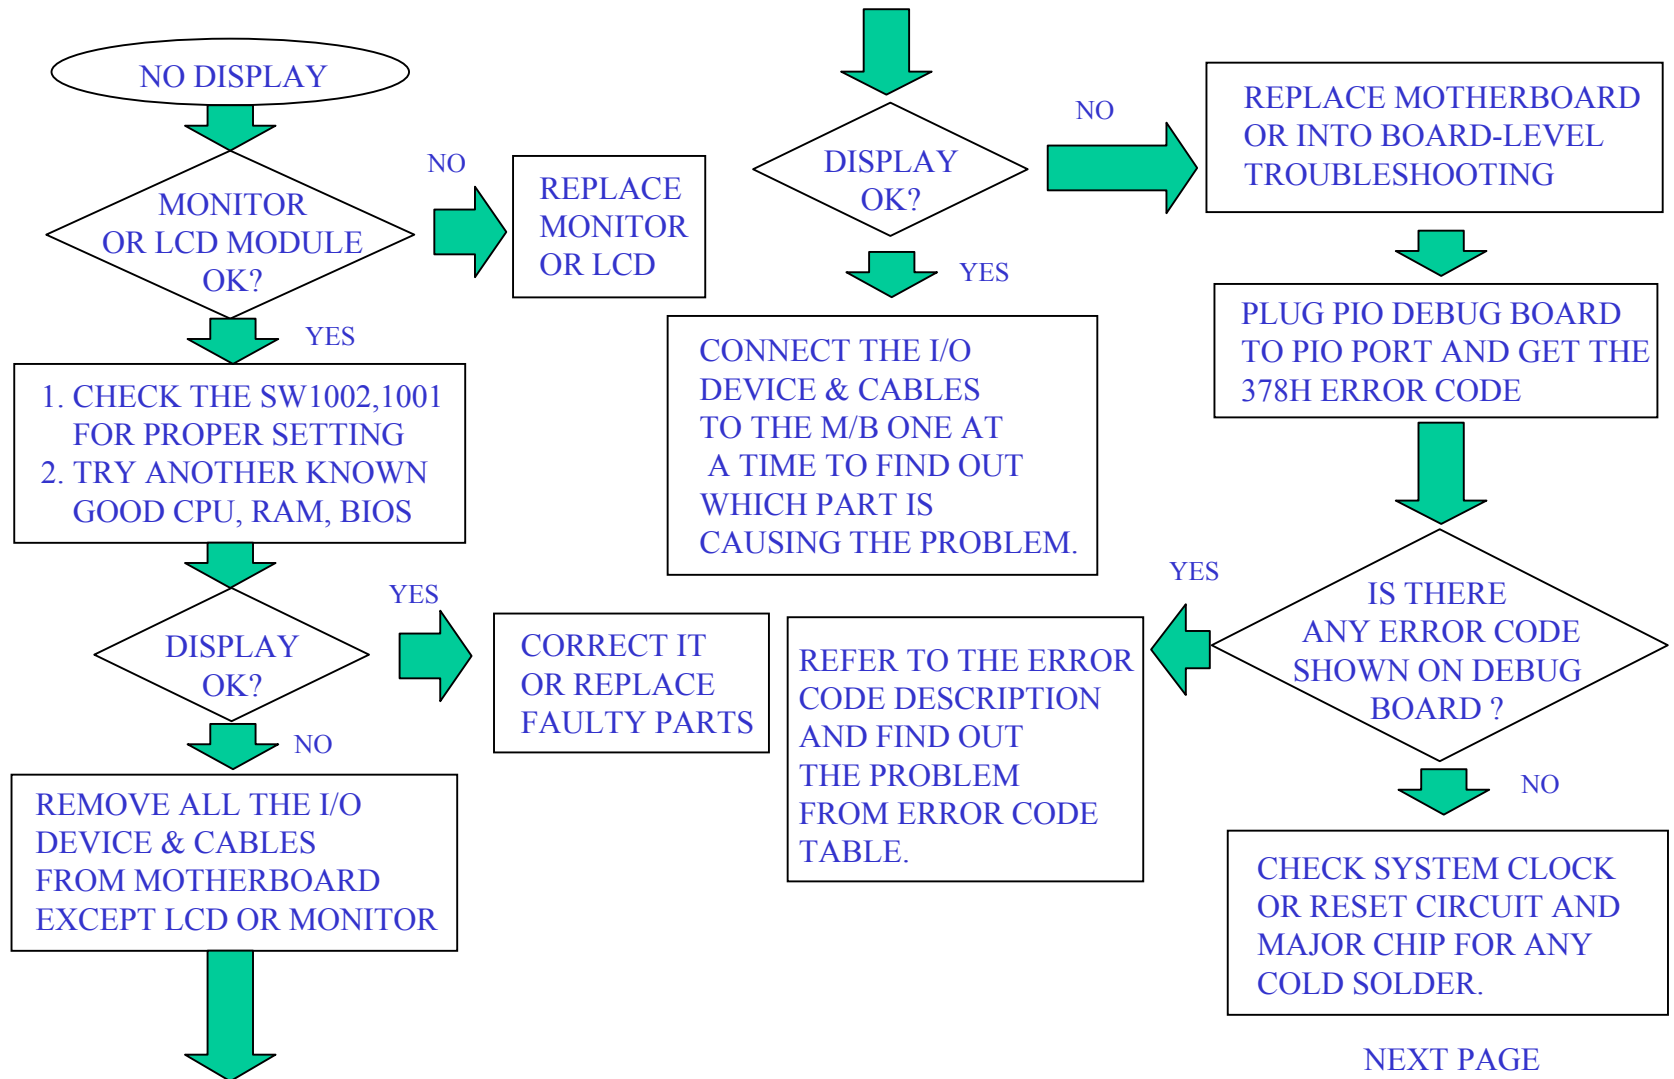 NO DISPLAY
MONITOR
OR LCD MODULE
OK?
NO
REPLACE
MONITOR
OR LCD
YES
1. CHECK THE SW1002,1001
FOR PROPER SETTING
2. TRY ANOTHER KNOWN
GOOD CPU, RAM, BIOS
DISPLAY
OK?
YES
CORRECT IT
OR REPLACE
FAULTY PARTS
NO
REMOVE ALL THE I/O
DEVICE & CABLES
FROM MOTHERBOARD
EXCEPT LCD OR MONITOR
DISPLAY
OK?
NO
REPLACE MOTHERBOARD
OR INTO BOARD-LEVEL
TROUBLESHOOTING
YES
CONNECT THE I/O
DEVICE & CABLES
TO THE M/B ONE AT
A TIME TO FIND OUT
WHICH PART IS
CAUSING THE PROBLEM.
PLUG PIO DEBUG BOARD
TO PIO PORT AND GET THE
378H ERROR CODE
IS THERE
ANY ERROR CODE
SHOWN ON DEBUG
BOARD ?
YES
REFER TO THE ERROR
CODE DESCRIPTION
AND FIND OUT
THE PROBLEM
FROM ERROR CODE
TABLE.
NO
CHECK SYSTEM CLOCK
OR RESET CIRCUIT AND
MAJOR CHIP FOR ANY
COLD SOLDER.
NEXT PAGE